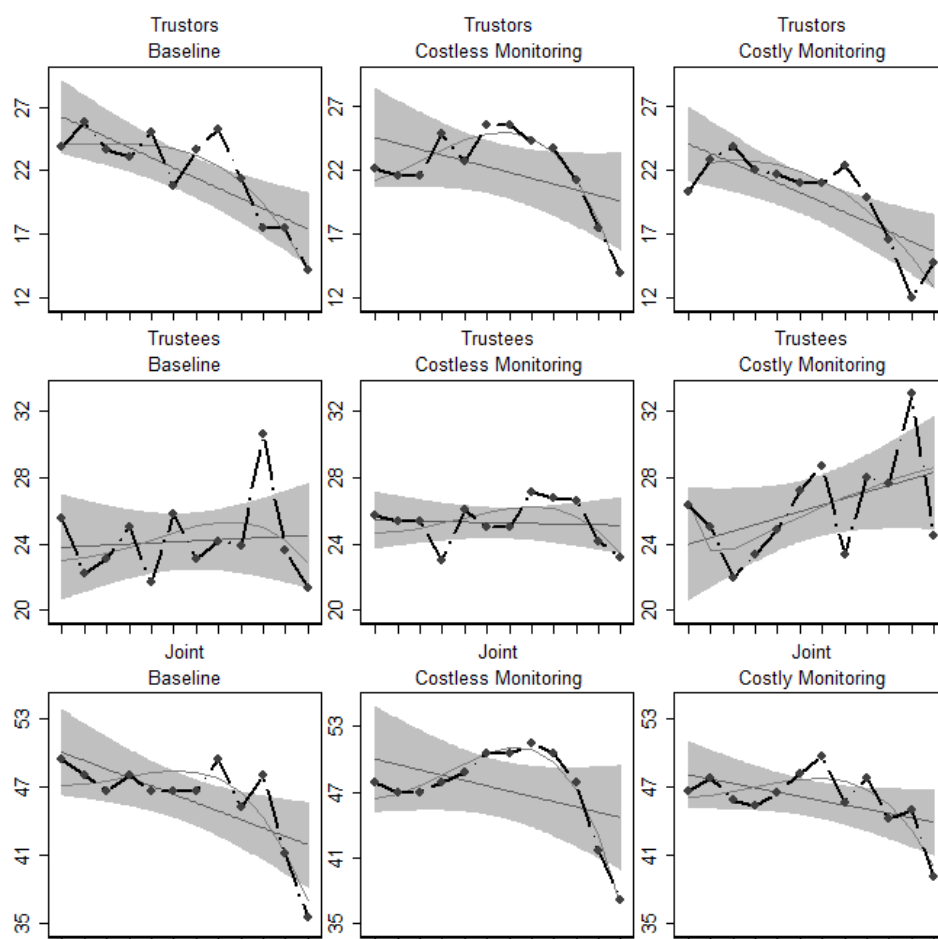 Trustors
Baseline
Trustors
Costless Monitoring
Trustors
Costly Monitoring
27
22
17
12
27
22
17
12
27
22
17
12
Trustees
Baseline
Trustees
Costless Monitoring
Trustees
Costly Monitoring
32
28
24
20
32
28
24
20
32
28
24
20
Joint
Baseline
Joint
Costless Monitoring
Joint
Costly Monitoring
53
47
41
35
53
47
41
35
53
47
41
35